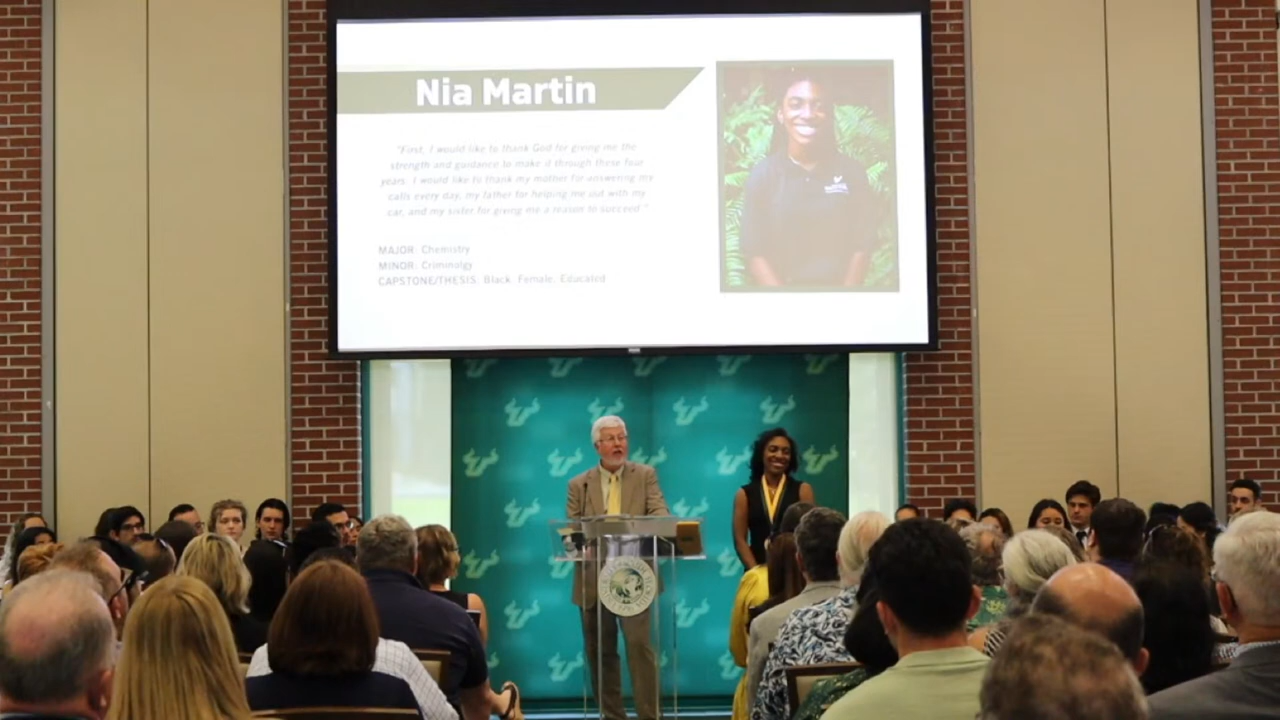 Nia Martin
"First, I would like to thank God for giving me the
strength and guidance to make it through these four
years. I would like to thank my mother for answering my
calls every day, my father for helping me out with my
car, and my sister for giving me a reason to succeed."
MAJOR: Chemistry
MINOR: Criminolgy
CAPSTONE/THESIS: Black, Female, Educated